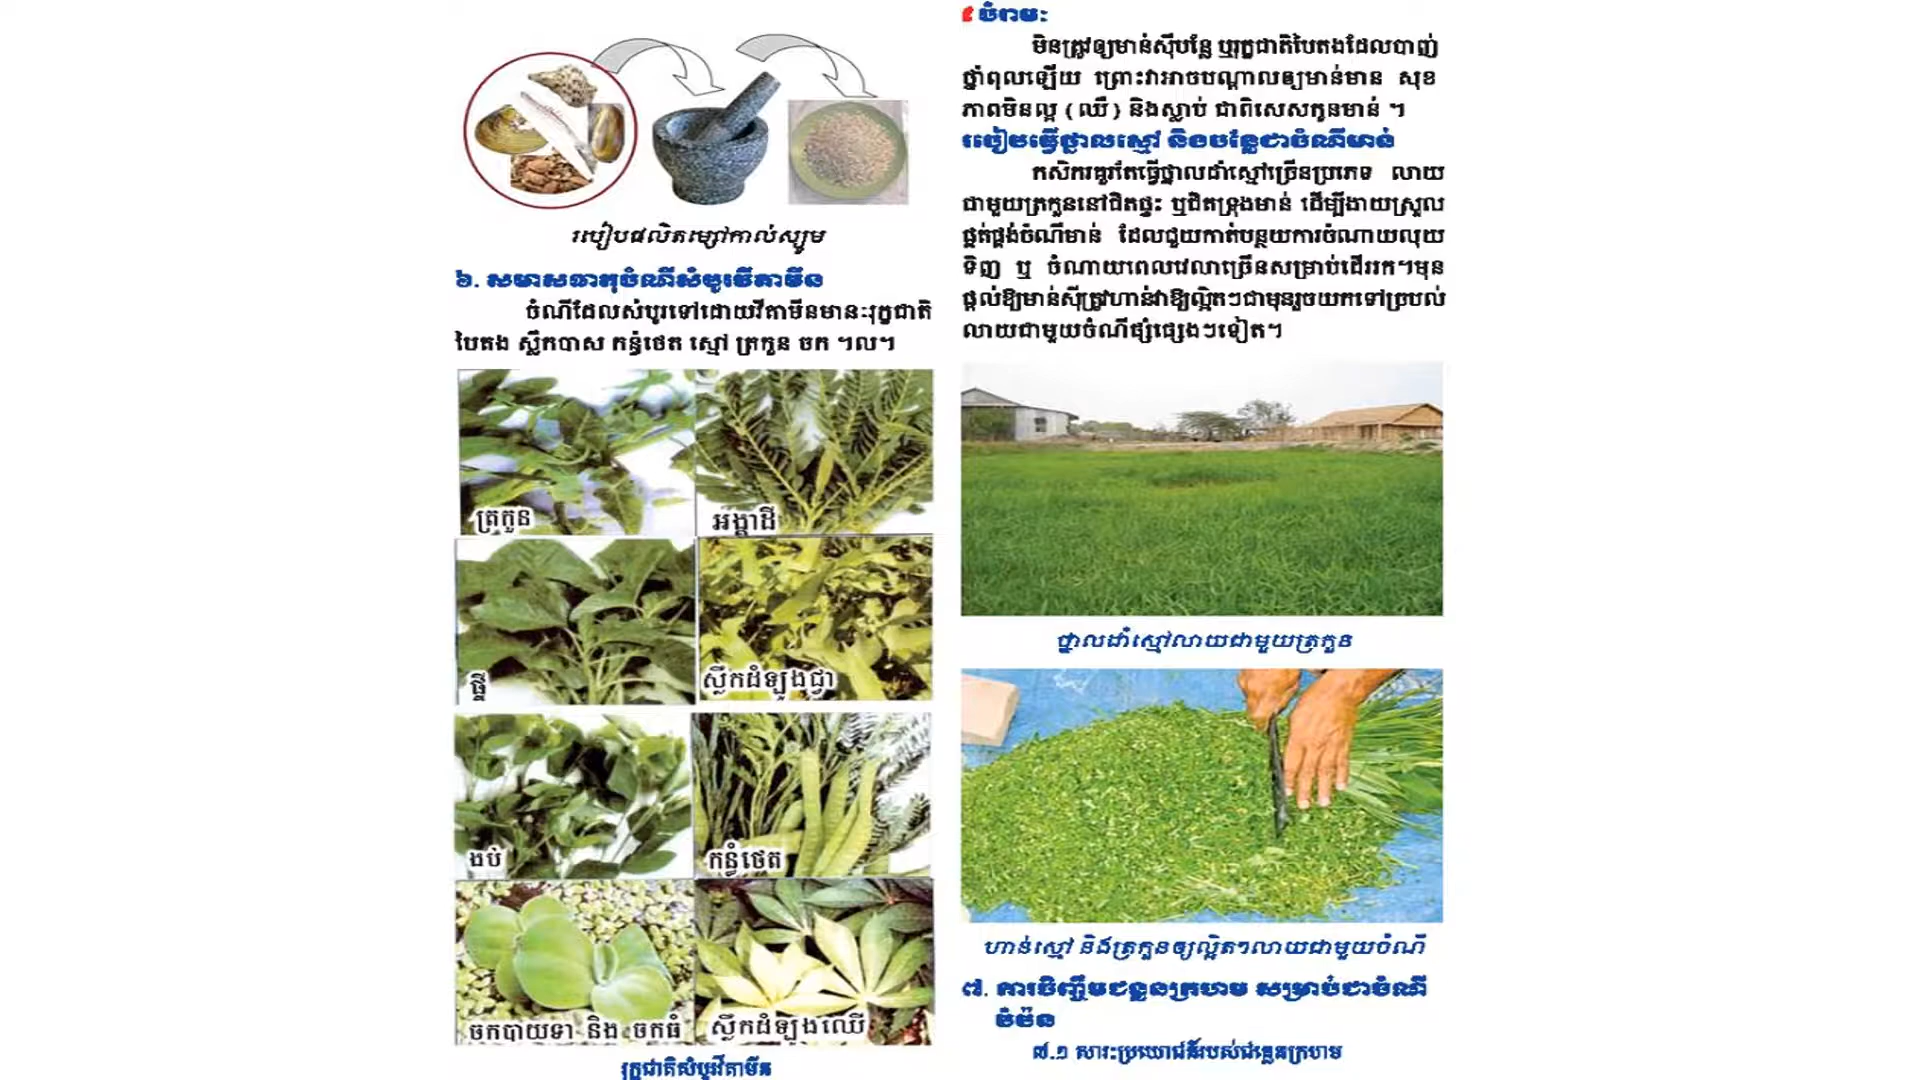 របៀបផលិតម្សៅកាល់ស្យូម
៦. សមាសធាតុចំណីសំបូរវីតាមីន
ចំណីដែលសំបូរទៅដោយវីតាមីនមានៈរុក្ខជាតិ
បៃតង ស្លឹកបាស កន្ធំថេត ស្មៅ ត្រកួន ចក ។ល។
ត្រកួន
អង្កាដី
ផ្ទី
ស្លឹកដំឡូងជ្វា
ងប់
កន្ធំថេត
ចកបាយទា និង ចកធំ
ស្លឹកដំឡូងឈើ
រុក្ខជាតិសំបូរវីតាមីន
ចំរាមៈ
មិនត្រូវឲ្យមាន់ស៊ីបន្លែ ឬរុក្ខជាតិបៃតងដែលបាញ់
ថ្នាំពុលឡើយ ព្រោះវាអាចបណ្តាលឲ្យមាន់មាន សុខ
ភាពមិនល្អ (ឈឺ) និងស្លាប់ ជាពិសេសកូនមាន់ ។
របៀបធ្វើថ្នាលស្មៅ និងបន្លែជាចំណីមាន់
កសិករគួរតែធ្វើថ្នាលដាំស្មៅច្រើនប្រភេទ លាយ
ជាមួយត្រកួននៅជិតផ្ទះ ឬជិតទ្រុងមាន់ ដើម្បីងាយស្រួល
ផ្គត់ផ្គង់ចំណីមាន់ ដែលជួយកាត់បន្ថយការចំណាយលុយ
ទិញ ឬ ចំណាយពេលវេលាច្រើនសម្រាប់ដើររក។មុន
ផ្តល់ឱ្យមាន់ស៊ីត្រូវហាន់វាឱ្យល្អិតៗជាមុនរួចយកទៅច្របល់
លាយជាមួយចំណីផ្សំផ្សេងៗទៀត។
ថ្នាលដាំស្មៅលាយជាមួយត្រកួន
ហាន់ស្មៅ និងត្រកួនឲ្យល្អិតៗលាយជាមួយចំណី
៧. ការចិញ្ចឹមជន្លេនក្រហម សម្រាប់ជាចំណី
បំប៉ន
៧.១ សារៈប្រយោជន៍របស់ជន្លេនក្រហម